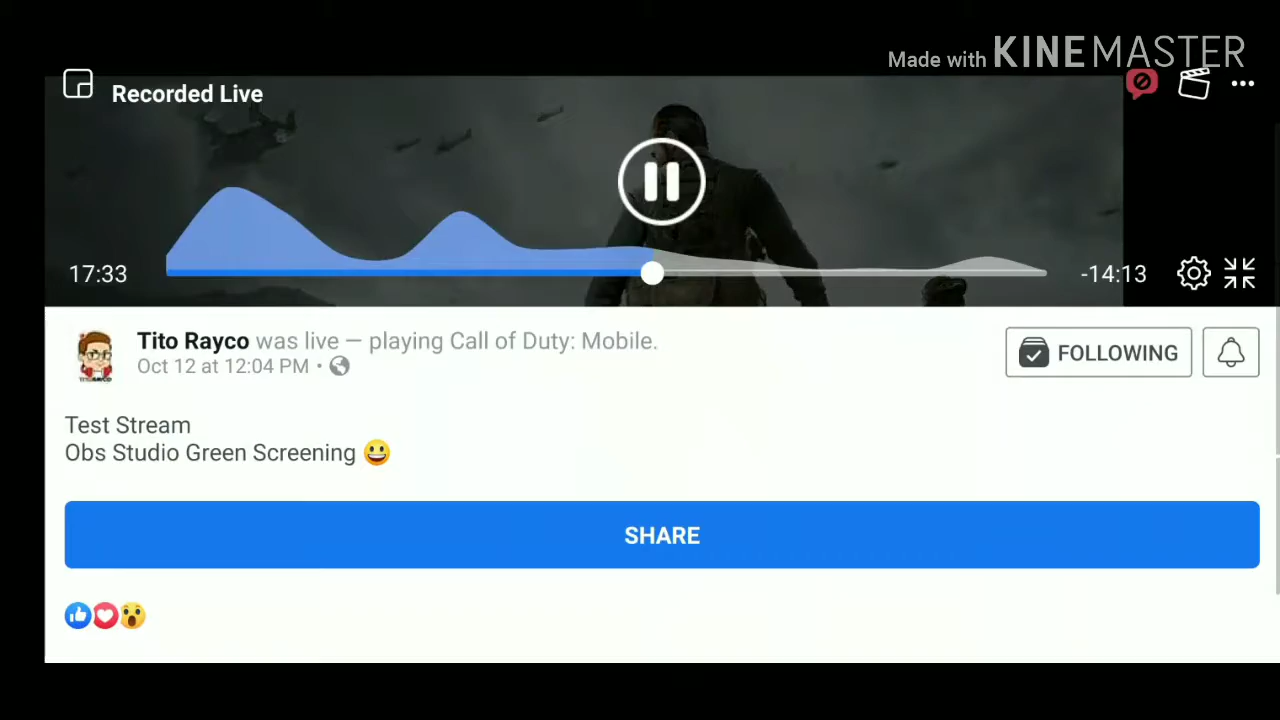 Made with KINEMASTER
Recorded Live
17:33
-14:13
Tito Rayco was live — playing Call of Duty: Mobile.
Oct 12 at 12:04 PM •
FOLLOWING
Test Stream
Obs Studio Green Screening 😀
SHARE